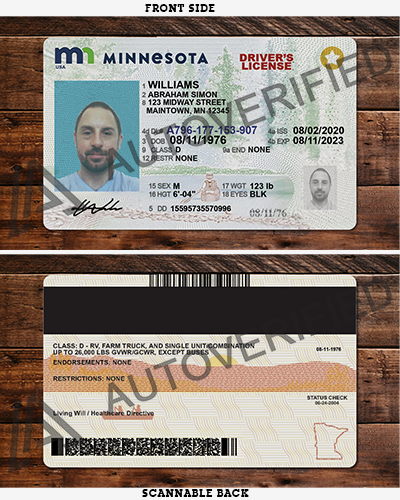 FRONT SIDE
mn MINNESOTA DRIVER'S
USA LICENSE
1 WILLIAMS
2 ABRAHAM SIMON
8 123 MIDWAY STREET
MAINTOWN, MN 12345
4d DL# A796-177-153-907 4a ISS 08/02/2020
3 DOB 08/11/1976 4b EXP 08/11/2023
9 CLASS D 9a END NONE
12 RESTR NONE
15 SEX M 17 WGT 123 lb
16 HGT 6'-04" 18 EYES BLK
5 DD 15595735570996
08/11/76
AUTOVERIFIED
CLASS: D - RV, FARM TRUCK, AND SINGLE UNIT/COMBINATION
UP TO 26,000 LBS GVWR/GCWR, EXCEPT BUSES
08-11-1976
ENDORSEMENTS: NONE
RESTRICTIONS: NONE
STATUS CHECK
06-24-2004
Living Will / Healthcare Directive
AUTOVERIFIED
SCANNABLE BACK